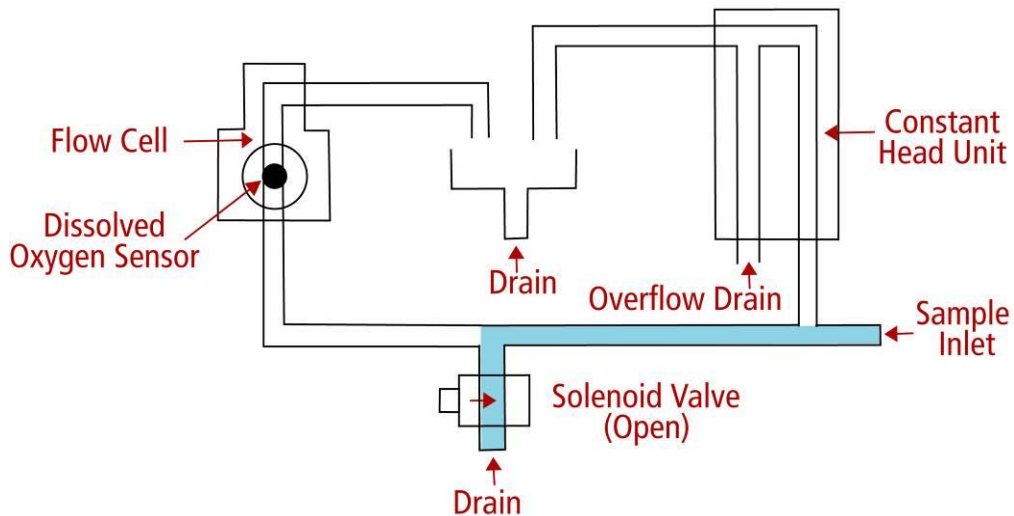 Flow Cell
Constant
Head Unit
Dissolved
Oxygen Sensor
Drain
Overflow Drain
Sample
Inlet
Solenoid Valve
(Open)
Drain